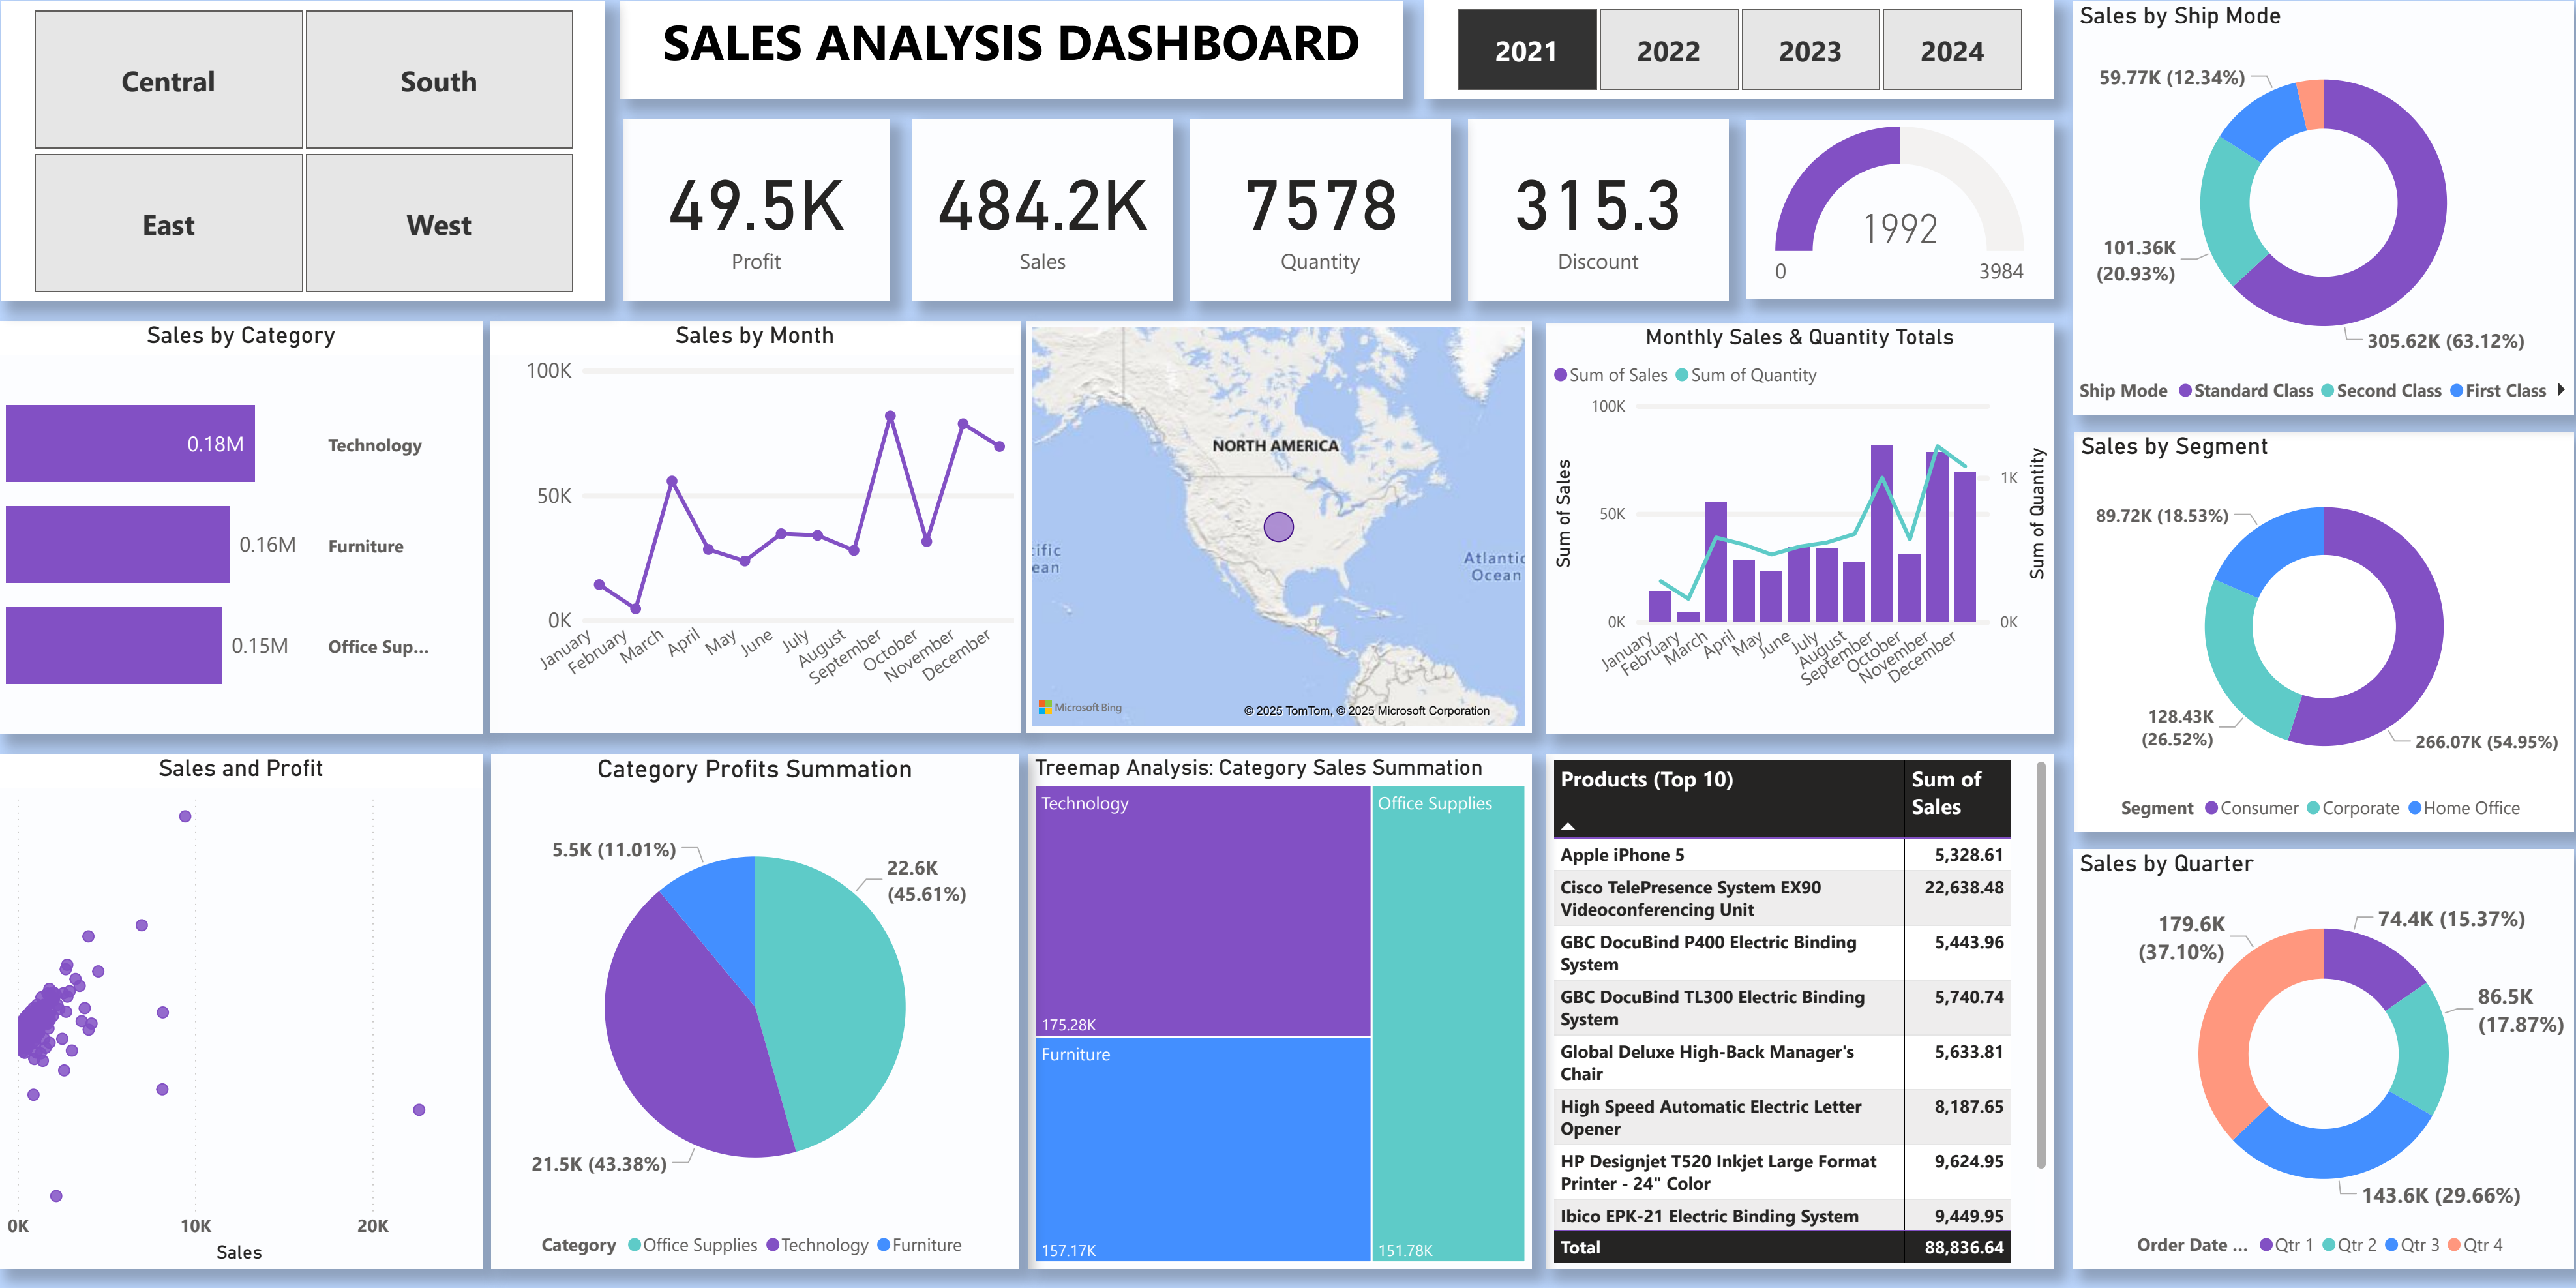 Central
South
East
West
SALES ANALYSIS DASHBOARD
2021
2022
2023
2024
49.5K
Profit
484.2K
Sales
7578
Quantity
315.3
Discount
1992
0
3984
Sales by Ship Mode
59.77K (12.34%)
101.36K
(20.93%)
305.62K (63.12%)
Ship Mode Standard Class Second Class First Class
Sales by Category
0.18M Technology
0.16M Furniture
0.15M Office Sup...
Sales by Month
100K
50K
0K
January
February
March
April
May
June
July
August
September
October
November
December
NORTH AMERICA
ific
ean
Atlantic
Ocean
Microsoft Bing
© 2025 TomTom, © 2025 Microsoft Corporation
Monthly Sales & Quantity Totals
Sum of Sales Sum of Quantity
Sum of Sales
100K
50K
0K
1K
0K
Sum of Quantity
January
February
March
April
May
June
July
August
September
October
November
December
Sales by Segment
89.72K (18.53%)
128.43K
(26.52%)
266.07K (54.95%)
Segment Consumer Corporate Home Office
Sales and Profit
0K
10K
20K
Sales
Category Profits Summation
5.5K (11.01%)
22.6K
(45.61%)
21.5K (43.38%)
Category Office Supplies Technology Furniture
Treemap Analysis: Category Sales Summation
Technology
175.28K
Furniture
157.17K
Office Supplies
151.78K
Products (Top 10) Sum of
Sales
Apple iPhone 5 5,328.61
Cisco TelePresence System EX90 22,638.48
Videoconferencing Unit
GBC DocuBind P400 Electric Binding 5,443.96
System
GBC DocuBind TL300 Electric Binding 5,740.74
System
Global Deluxe High-Back Manager's 5,633.81
Chair
High Speed Automatic Electric Letter 8,187.65
Opener
HP Designjet T520 Inkjet Large Format 9,624.95
Printer - 24" Color
Ibico EPK-21 Electric Binding System 9,449.95
Total 88,836.64
Sales by Quarter
179.6K
(37.10%)
74.4K (15.37%)
86.5K
(17.87%)
143.6K (29.66%)
Order Date ... Qtr 1 Qtr 2 Qtr 3 Qtr 4